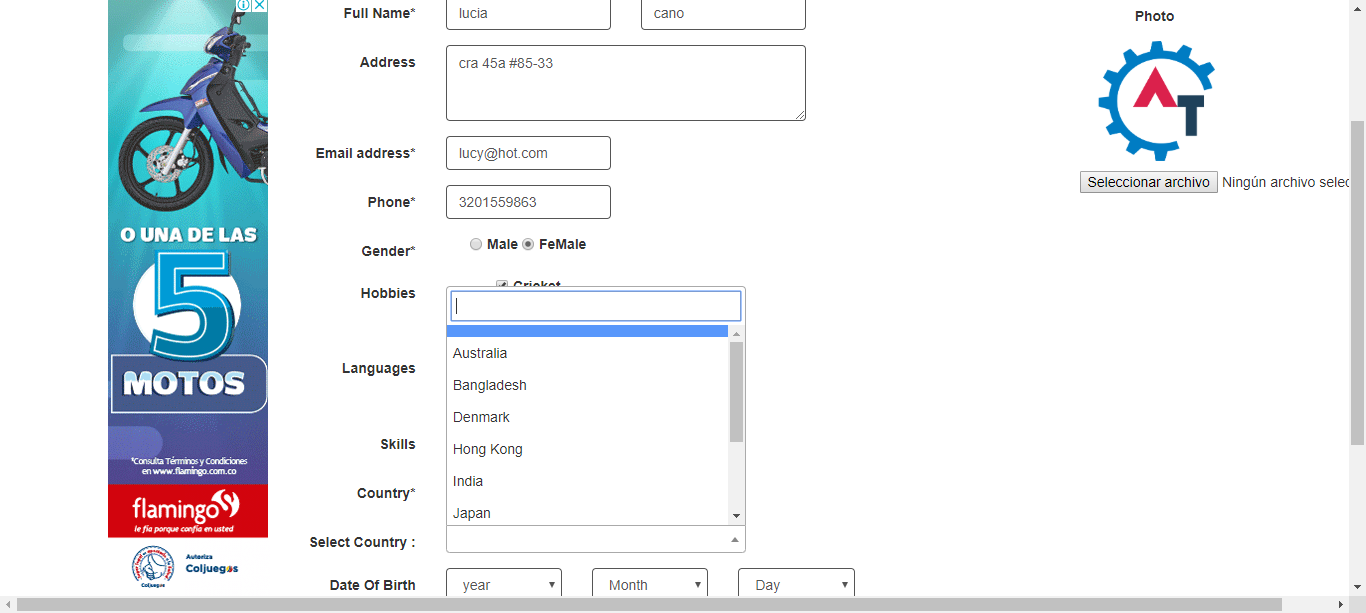 Full Name*
lucia
cano
Photo
Address
cra 45a #85-33
Email address*
lucy@hot.com
Seleccionar archivo
Ningún archivo selec
Phone*
3201559863
Gender*
Male
FeMale
Hobbies
Cricket
Languages
Australia
Bangladesh
Denmark
Hong Kong
India
Japan
Skills
Country*
Select Country :
Date Of Birth
year
Month
Day
O UNA DE LAS
5
MOTOS
*Consulta Términos y Condiciones
en www.flamingo.com.co
flamingo
le fía porque confía en usted
Autoriza
Coljuegos
Coljuegos
AT